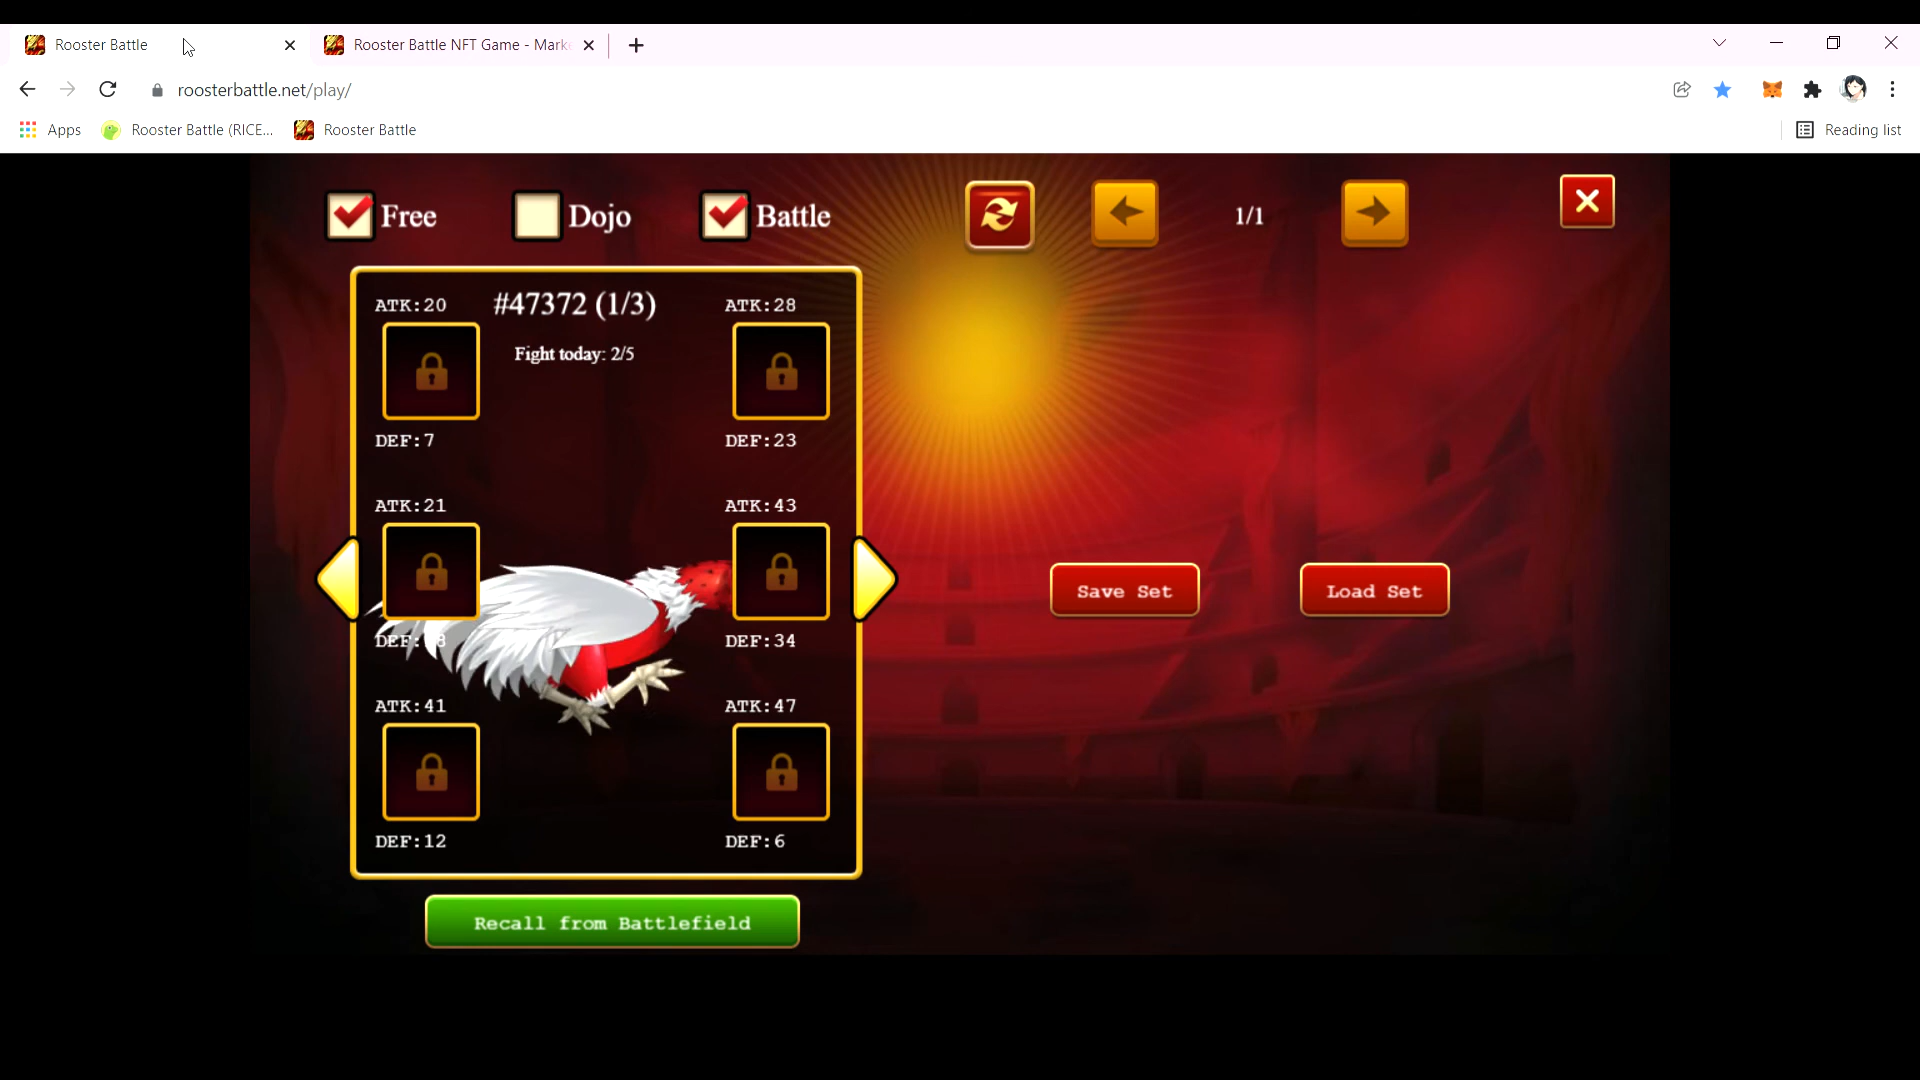 Rooster Battle
Rooster Battle NFT Game - Mark
roosterbattle.net/play/
Apps
Rooster Battle (RICE...
Rooster Battle
Reading list
Free
Dojo
Battle
1/1
ATK:20
#47372 (1/3)
ATK:28
Fight today: 2/5
DEF:7
DEF:23
ATK:21
ATK:43
DEF:
DEF:34
ATK:41
ATK:47
DEF:12
DEF:6
Save Set
Load Set
Recall from Battlefield